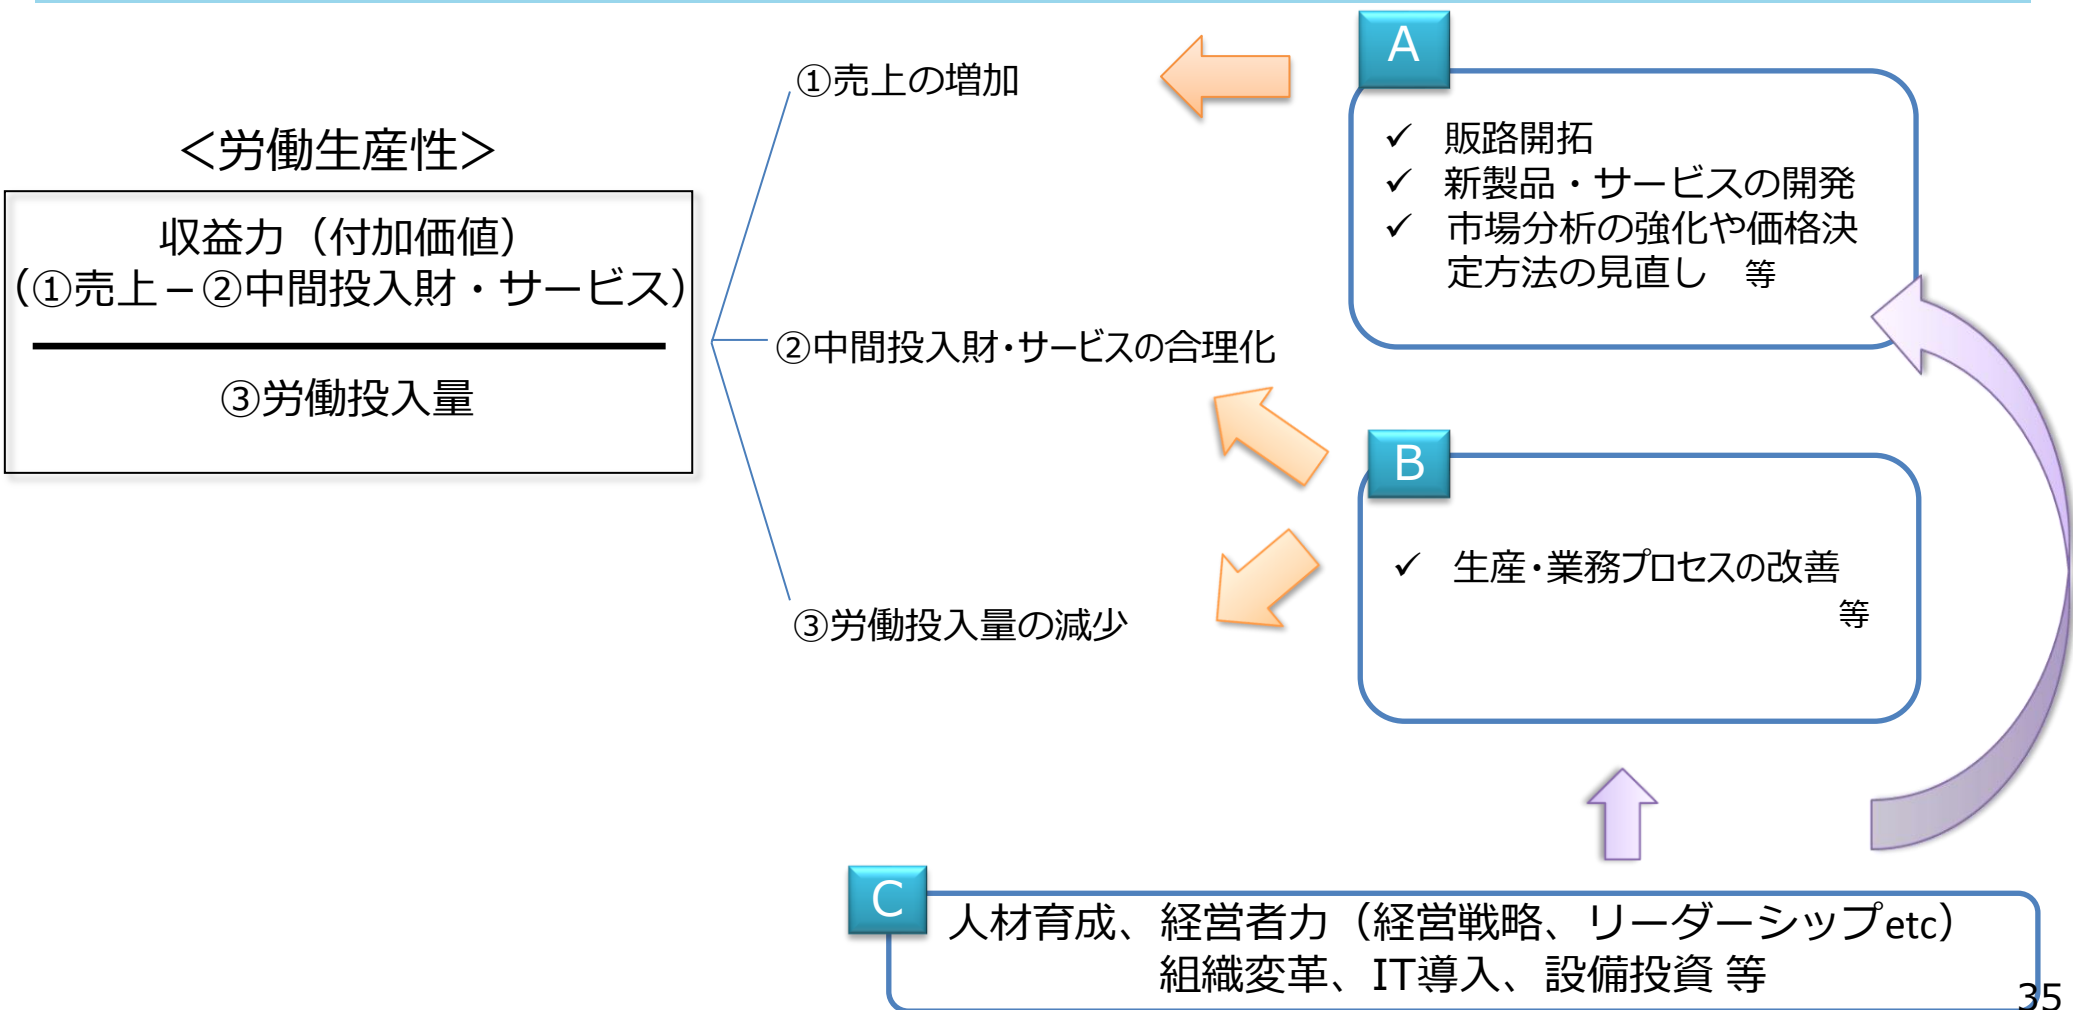 ＜労働生産性＞
収益力（付加価値）
（①売上－②中間投入財・サービス）
③労働投入量
①売上の増加
②中間投入財・サービスの合理化
③労働投入量の減少
A
✓ 販路開拓
✓ 新製品・サービスの開発
✓ 市場分析の強化や価格決
定方法の見直し 等
B
✓ 生産・業務プロセスの改善
等
C
人材育成、経営者力（経営戦略、リーダーシップetc）
組織変革、IT導入、設備投資 等
35